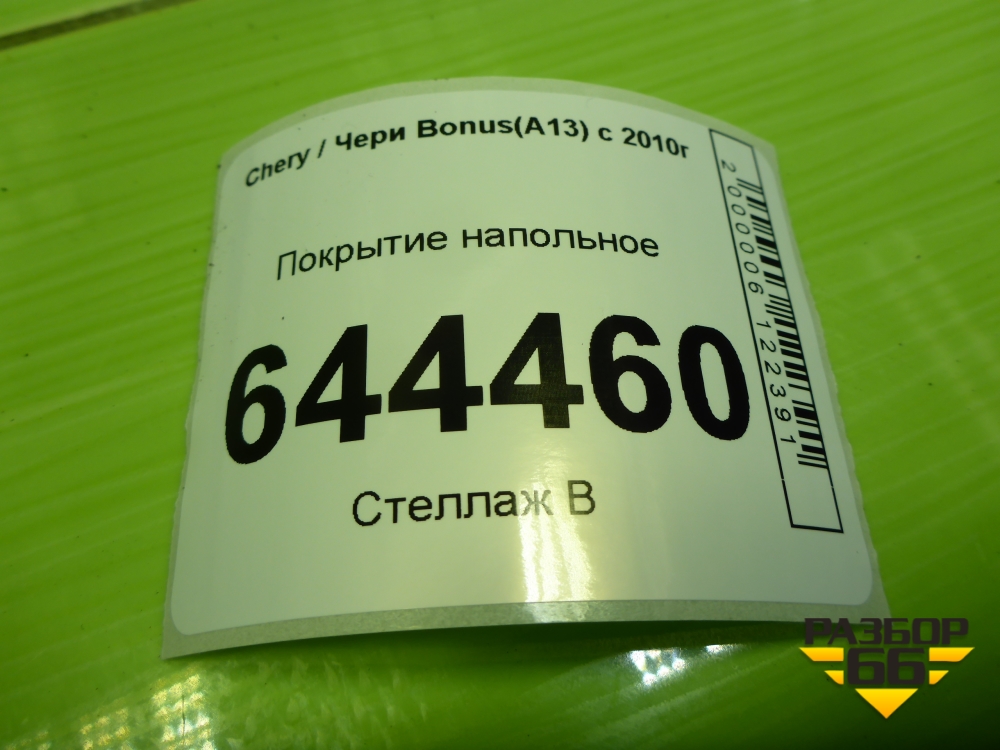 Chery / Чери Bonus(A13) с 2010г
Покрытие напольное
644460
Стеллаж В
2000006122391
РАЗБОР
66